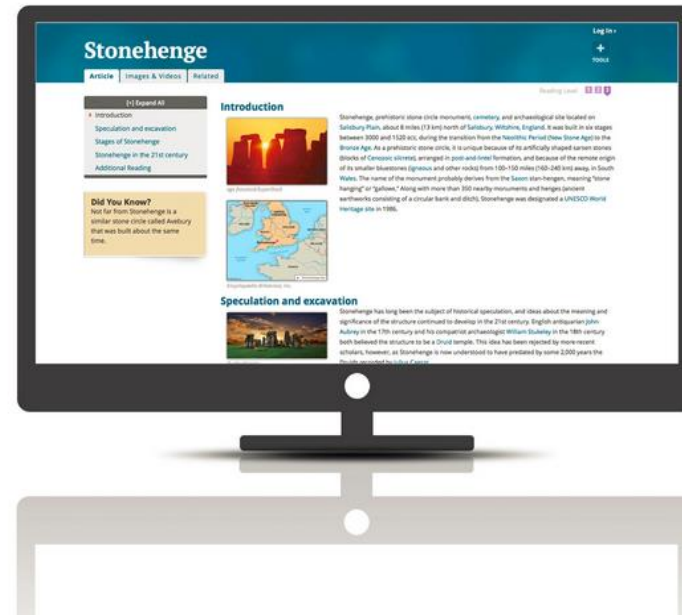 Log In ›
Stonehenge
+
TOOLS
Article
Images & Videos
Related
Reading Level 1 2 3
[+] Expand All
Introduction
Speculation and excavation
Stages of Stonehenge
Stonehenge in the 21st century
Additional Reading
Did You Know?
Not far from Stonehenge is a
similar stone circle called Avebury
that was built about the same
time.
Introduction
Stonehenge, prehistoric stone circle monument, cemetery, and archaeological site located on
Salisbury Plain, about 8 miles (13 km) north of Salisbury, Wiltshire, England. It was built in six stages
between 3000 and 1520 BCE, during the transition from the Neolithic Period (New Stone Age) to the
Bronze Age. As a prehistoric stone circle, it is unique because of its artificially shaped sarsen stones
(blocks of Cenozoic silcrete), arranged in post-and-lintel formation, and because of the remote origin
of its smaller bluestones (igneous and other rocks) from 100–150 miles (160–240 km) away, in South
Wales. The name of the monument probably derives from the Saxon stan-hengen, meaning "stone
hanging" or "gallows." Along with more than 350 nearby monuments and henges (ancient
earthworks consisting of a circular bank and ditch), Stonehenge was designated a UNESCO World
Heritage site in 1986.
Encyclopædia Britannica, Inc.
Speculation and excavation
Stonehenge has long been the subject of historical speculation, and ideas about the meaning and
significance of the structure continued to develop in the 21st century. English antiquarian John
Aubrey in the 17th century and his compatriot archaeologist William Stukeley in the 18th century
both believed the structure to be a Druid temple. This idea has been rejected by more-recent
scholars, however, as Stonehenge is now understood to have predated by some 2,000 years the
Druids recorded by Julius Caesar.